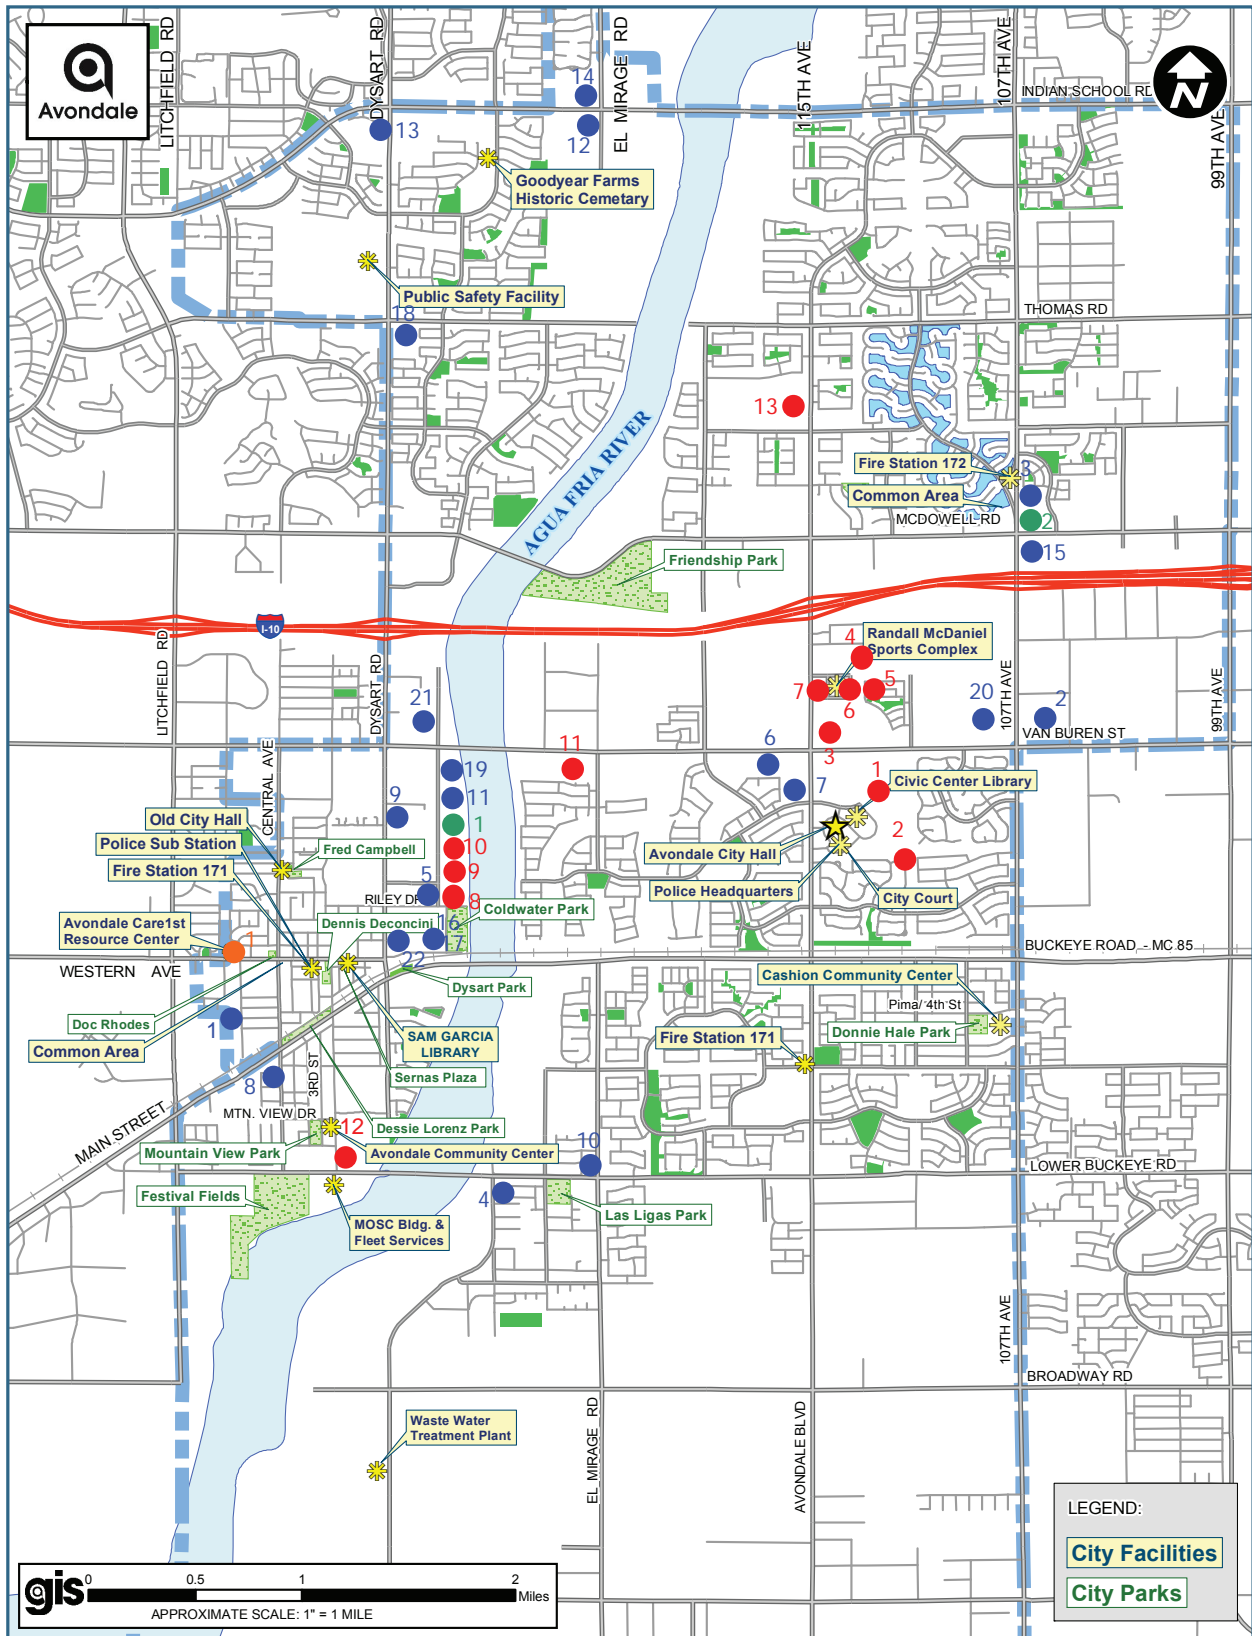 Avondale
LITCHFIELD RD
DYSART RD
EL MIRAGE RD
115TH AVE
107TH AVE
INDIAN SCHOOL RD
N
99TH AVE
14
13
12
Goodyear Farms
Historic Cemetary
Public Safety Facility
18
THOMAS RD
13
AGUA FRIA RIVER
Fire Station 172
3
Common Area
2
MCDOWELL RD
15
Friendship Park
I-10
LITCHFIELD RD
DYSART RD
4
Randall McDaniel
Sports Complex
7
6
5
107TH AVE
99TH AVE
21
20
2
VAN BUREN ST
3
CENTRAL AVE
11
6
19
7
1
Civic Center Library
11
9
Old City Hall
1
Police Sub Station
Fred Campbell
10
2
Avondale City Hall
Fire Station 171
9
5
Police Headquarters
City Court
RILEY DR
8
Coldwater Park
Avondale Care1st
Resource Center
1
Dennis Deconcini
16
17
22
BUCKEYE ROAD - MC 85
WESTERN AVE
Dysart Park
Cashion Community Center
Pima/ 4th St
Doc Rhodes
1
Donnie Hale Park
Common Area
SAM GARCIA
LIBRARY
Fire Station 171
Sernas Plaza
8
3RD ST
MTN. VIEW DR
MAIN STREET
12
Dessie Lorenz Park
Mountain View Park
Avondale Community Center
10
LOWER BUCKEYE RD
Festival Fields
4
Las Ligas Park
MOSC Bldg. &
Fleet Services
107TH AVE
BROADWAY RD
Waste Water
Treatment Plant
EL MIRAGE RD
AVONDALE BLVD
LEGEND:
City Facilities
City Parks
gis
0
0.5
1
2
Miles
APPROXIMATE SCALE: 1" = 1 MILE